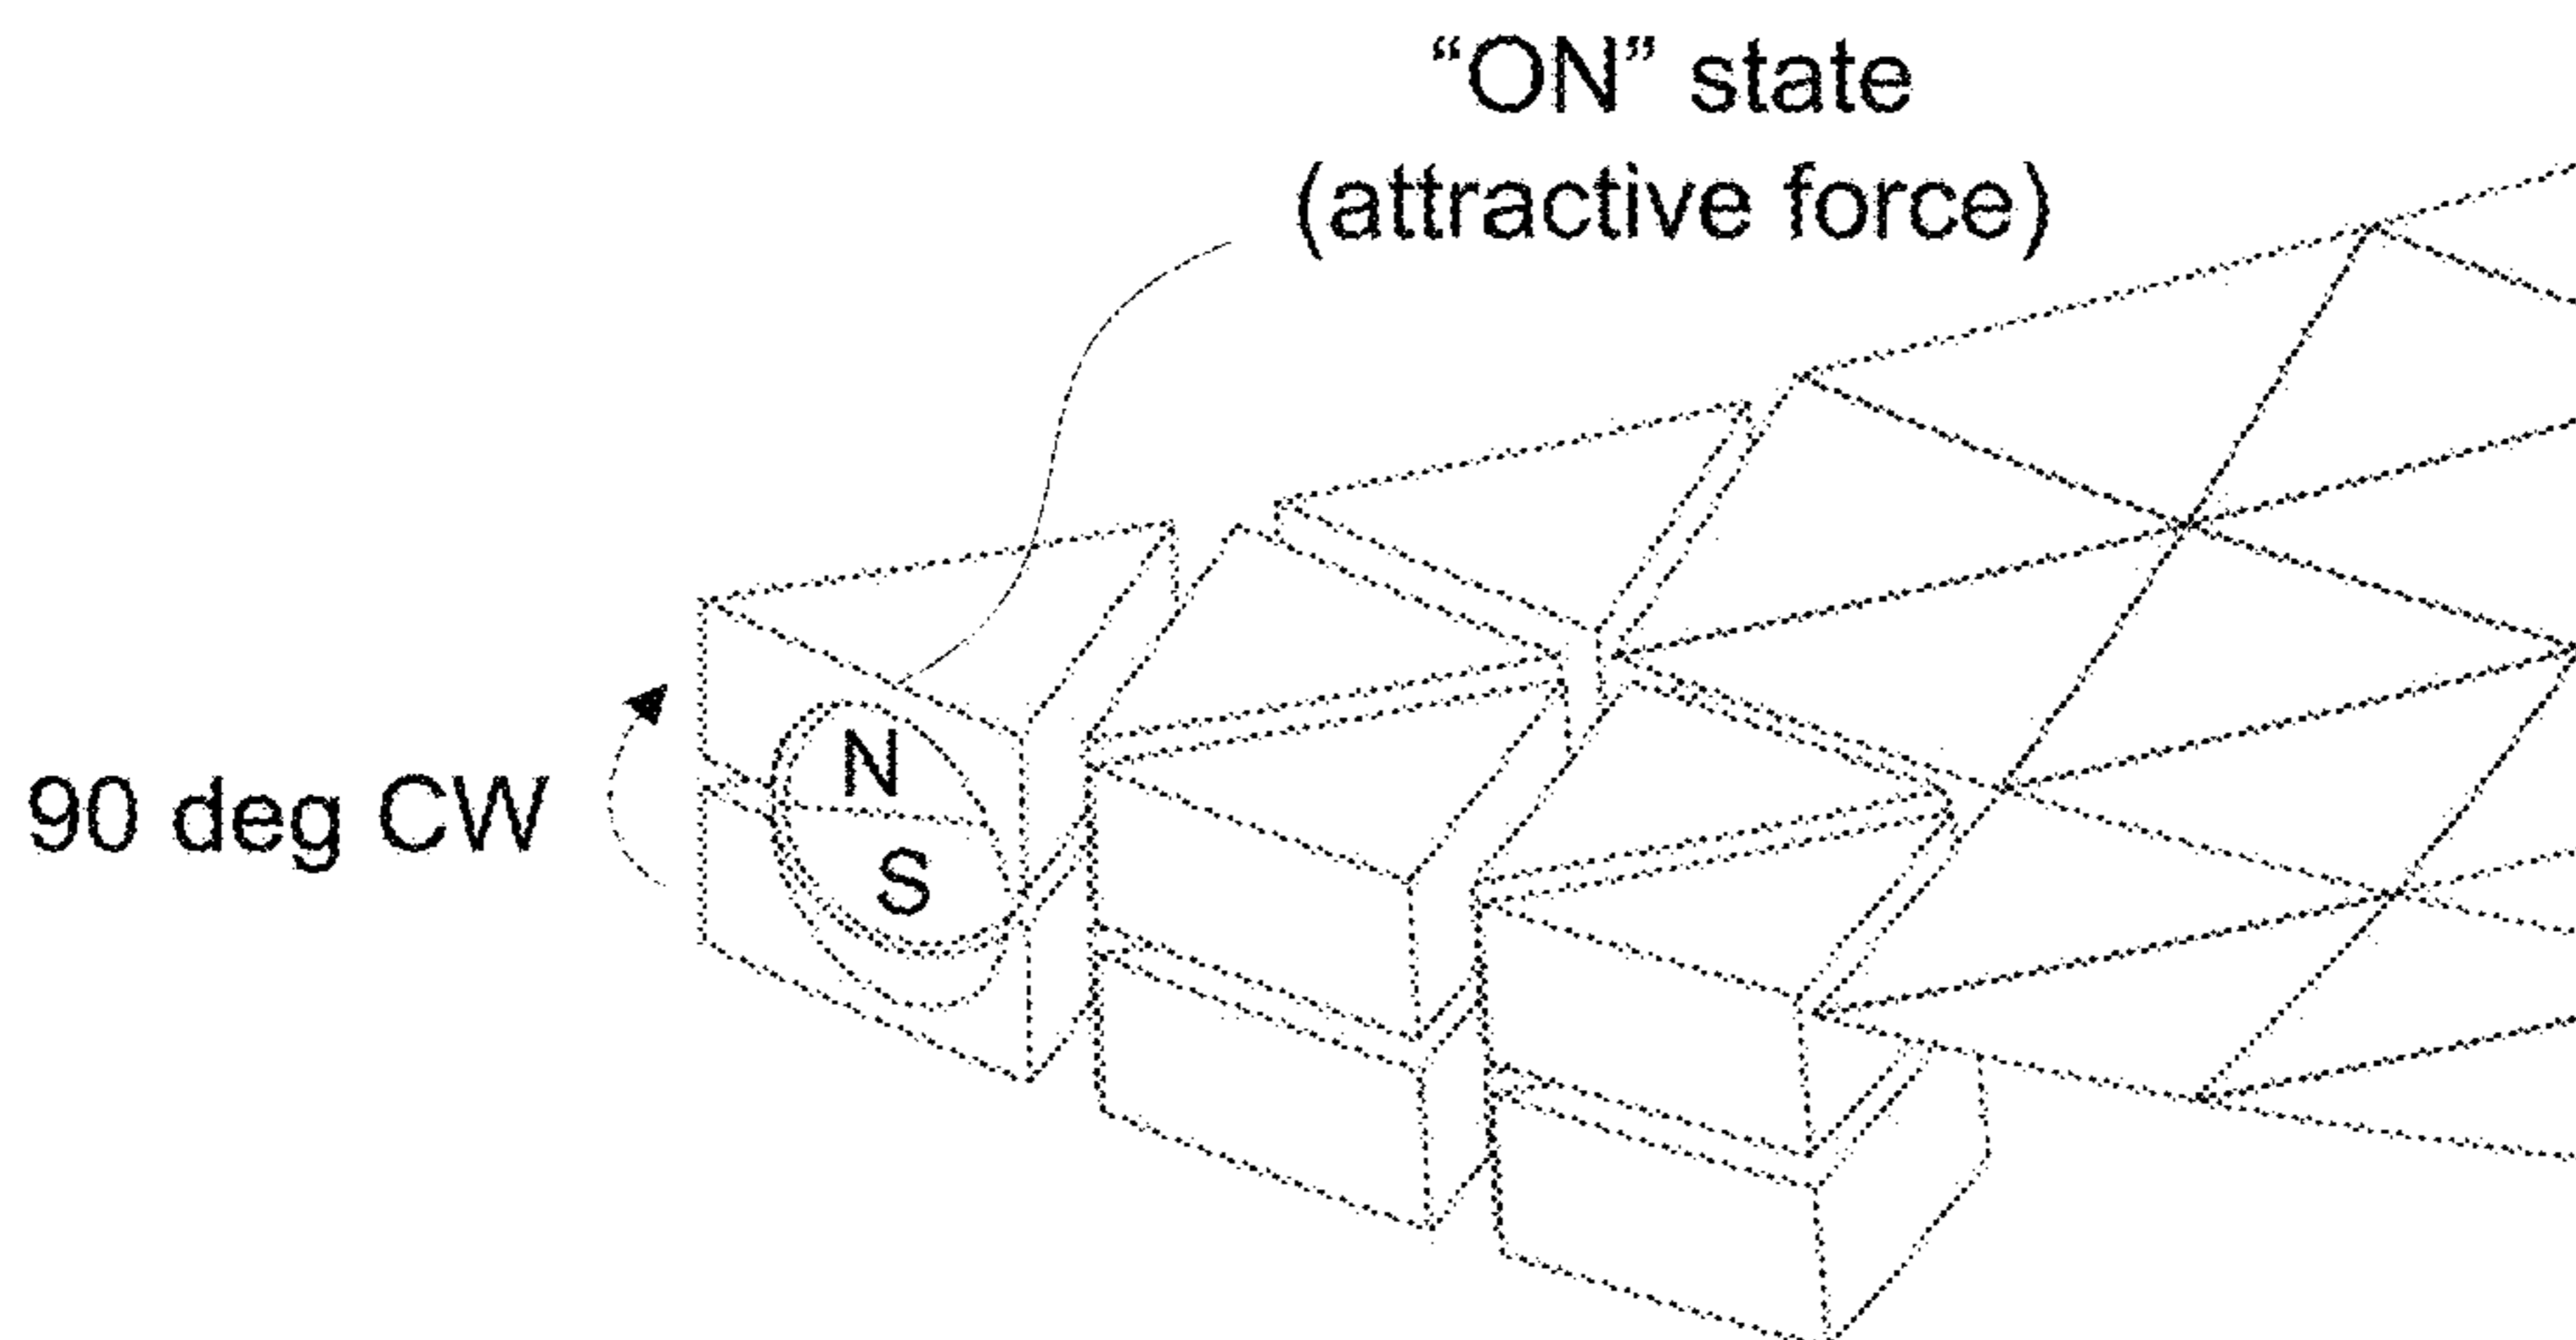 “ON” state
(attractive force)
N
90 deg CW
S